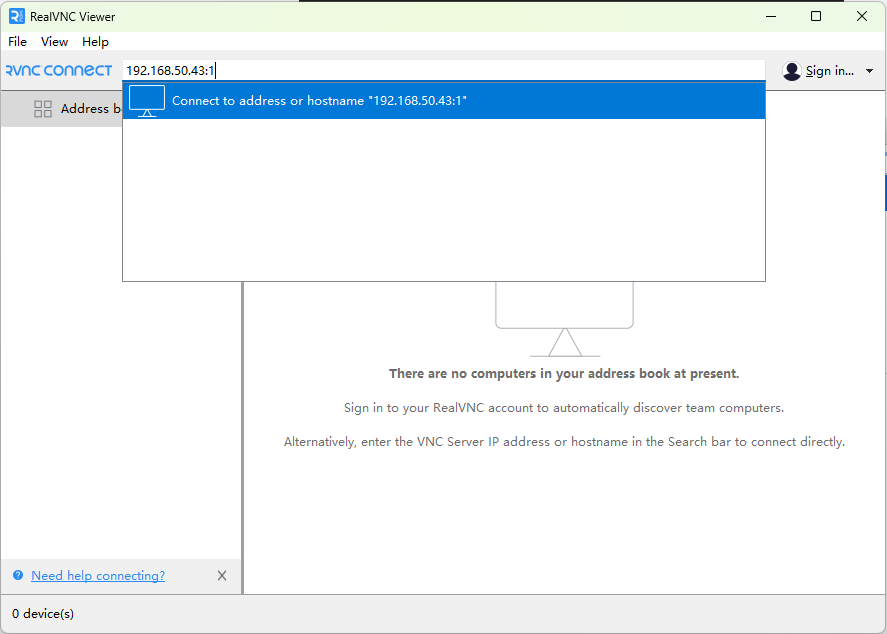 RealVNC Viewer
File View Help
RVNC CONNECT 192.168.50.43:1 Sign in...
Address b
Connect to address or hostname "192.168.50.43:1"
There are no computers in your address book at present.
Sign in to your RealVNC account to automatically discover team computers.
Alternatively, enter the VNC Server IP address or hostname in the Search bar to connect directly.
? Need help connecting? X
0 device(s)